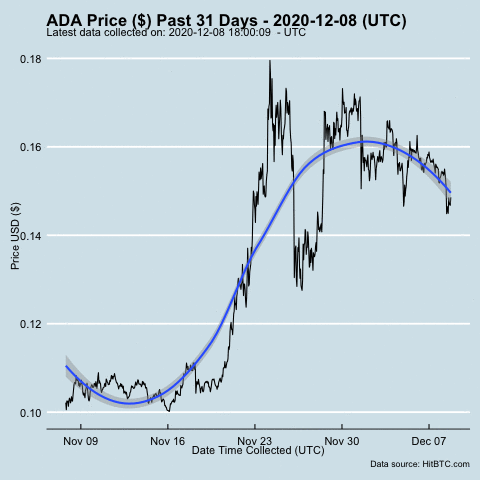 ADA Price ($) Past 31 Days - 2020-12-08 (UTC)
Latest data collected on: 2020-12-08 18:00:09 - UTC
0.18
0.16
0.14
0.12
0.10
Price USD ($)
Nov 09
Nov 16
Nov 23
Nov 30
Dec 07
Date Time Collected (UTC)
Data source: HitBTC.com